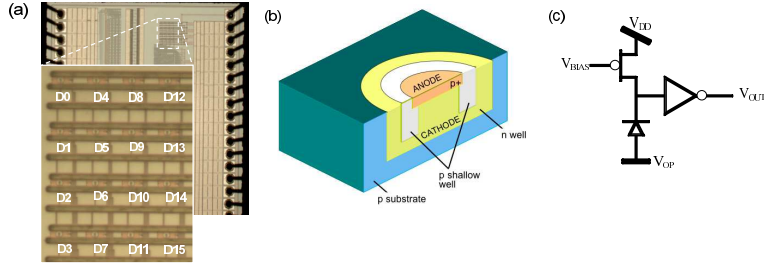 (a)
D0 D4 D8 D12
D1 D5 D9 D13
D2 D6 D10 D14
D3 D7 D11 D15
(b)
ANODE
p+
CATHODE
n well
p shallow
well
p substrate
(c)
VDD
VBIAS
VOUT
VOP